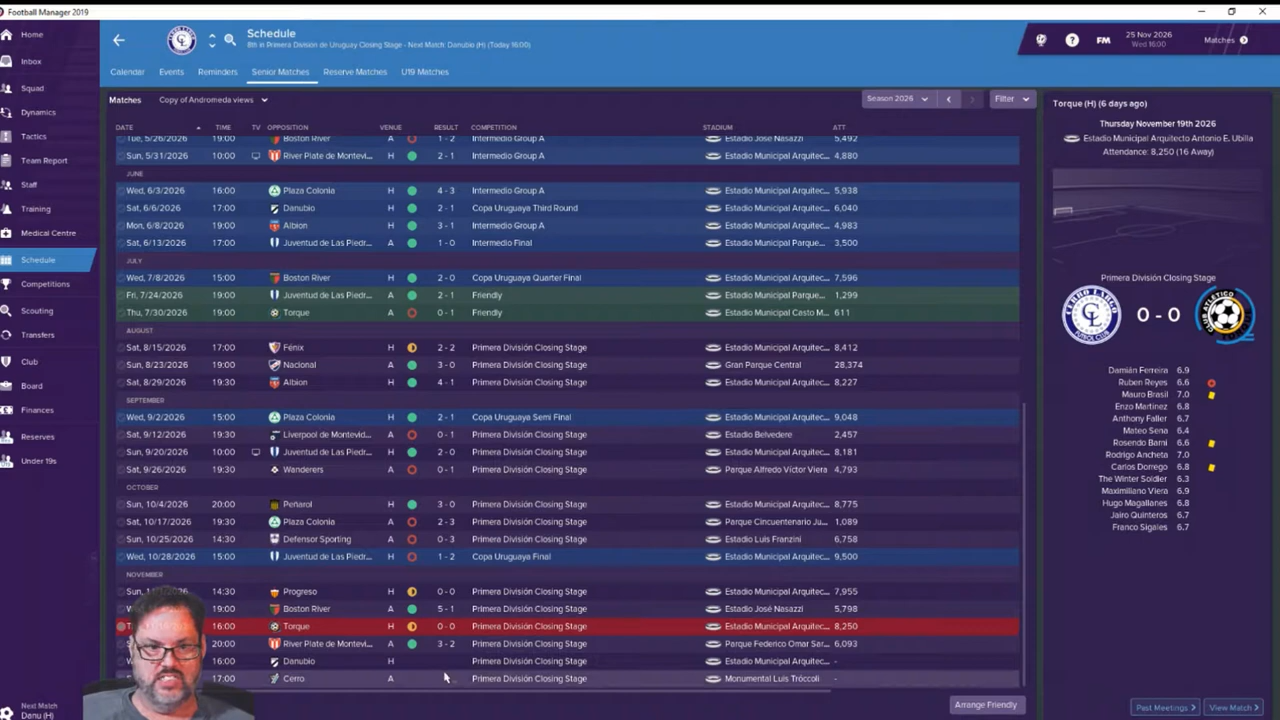 Football Manager 2019
Home
Inbox
Squad
Dynamics
Tactics
Team Report
Staff
Training
Medical Centre
Schedule
Competitions
Scouting
Transfers
Club
Board
Finances
Reserves
Under 19s
Next Match
Danu (H)
Schedule
8th in Primera División de Uruguay Closing Stage - Next Match: Danubio (H) (Today 16:00)
FM
25 Nov 2026
Wed 16:00
Matches
Calendar Events Reminders Senior Matches Reserve Matches U19 Matches
Matches Copy of Andromeda views Season 2026 Filter
DATE TIME TV OPPOSITION VENUE RESULT COMPETITION STADIUM ATT
Tue, 5/26/2026 19:00 Boston River A 1 - 2 Intermedio Group A Estadio José Nasazzi 5,492
Sun, 5/31/2026 10:00 River Plate de Montevi... H 2 - 1 Intermedio Group A Estadio Municipal Arquitec... 4,880
JUNE
Wed, 6/3/2026 16:00 Plaza Colonia H 4 - 3 Intermedio Group A Estadio Municipal Arquitec... 5,938
Sat, 6/6/2026 17:00 Danubio H 2 - 1 Copa Uruguaya Third Round Estadio Municipal Arquitec... 6,040
Mon, 6/8/2026 19:00 Albion H 3 - 1 Intermedio Group A Estadio Municipal Arquitec... 4,983
Sat, 6/13/2026 17:00 Juventud de Las Piedr... A 1 - 0 Intermedio Final Estadio Municipal Parque... 3,500
JULY
Wed, 7/8/2026 15:00 Boston River H 2 - 0 Copa Uruguaya Quarter Final Estadio Municipal Arquitec... 7,596
Fri, 7/24/2026 19:00 Juventud de Las Piedr... A 2 - 1 Friendly Estadio Municipal Parque... 1,299
Thu, 7/30/2026 19:00 Torque A 0 - 1 Friendly Estadio Municipal Casto M... 611
AUGUST
Sat, 8/15/2026 17:00 Fénix H 2 - 2 Primera División Closing Stage Estadio Municipal Arquitec... 8,412
Sun, 8/23/2026 19:00 Nacional A 3 - 0 Primera División Closing Stage Gran Parque Central 28,374
Sat, 8/29/2026 19:30 Albion H 4 - 1 Primera División Closing Stage Estadio Municipal Arquitec... 8,227
SEPTEMBER
Wed, 9/2/2026 15:00 Plaza Colonia H 2 - 1 Copa Uruguaya Semi Final Estadio Municipal Arquitec... 9,048
Sat, 9/12/2026 19:30 Liverpool de Montevid... A 0 - 1 Primera División Closing Stage Estadio Belvedere 2,457
Sun, 9/20/2026 10:00 Juventud de Las Piedr... H 2 - 0 Primera División Closing Stage Estadio Municipal Arquitec... 8,181
Sat, 9/26/2026 19:30 Wanderers A 0 - 1 Primera División Closing Stage Parque Alfredo Víctor Viera 4,793
OCTOBER
Sun, 10/4/2026 20:00 Peñarol H 3 - 0 Primera División Closing Stage Estadio Municipal Arquitec... 8,775
Sat, 10/17/2026 19:30 Plaza Colonia A 2 - 3 Primera División Closing Stage Parque Cincuentenario Ju... 1,089
Sun, 10/25/2026 14:30 Defensor Sporting A 0 - 3 Primera División Closing Stage Estadio Luis Franzini 6,758
Wed, 10/28/2026 15:00 Juventud de Las Piedr... H 1 - 2 Copa Uruguaya Final Estadio Municipal Arquitec... 9,500
NOVEMBER
Sun, 14:30 Progreso H 0 - 0 Primera División Closing Stage Estadio Municipal Arquitec... 7,955
19:00 Boston River A 5 - 1 Primera División Closing Stage Estadio José Nasazzi 5,798
16:00 Torque H 0 - 0 Primera División Closing Stage Estadio Municipal Arquitec... 8,250
20:00 River Plate de Montevi... A 3 - 2 Primera División Closing Stage Parque Federico Omar Sar... 6,093
16:00 Danubio H Primera División Closing Stage Estadio Municipal Arquitec... -
17:00 Cerro A Primera División Closing Stage Monumental Luis Tróccoli -
Arrange Friendly
Torque (H) (6 days ago)
Thursday November 19th 2026
Estadio Municipal Arquitecto Antonio E. Ubilla
Attendance: 8,250 (16 Away)
Primera División Closing Stage
0 - 0
Damián Ferreira 6.9
Ruben Reyes 6.6
Mauro Brasil 7.0
Enzo Martínez 6.8
Anthony Faller 6.7
Mateo Sena 6.4
Rosendo Barni 6.6
Rodrigo Ancheta 7.0
Carlos Dorrego 6.8
The Winter Soldier 6.3
Maximiliano Viera 6.9
Hugo Magallanes 6.8
Jairo Quinteros 6.7
Franco Sigales 6.7
Past Meetings > View Match >